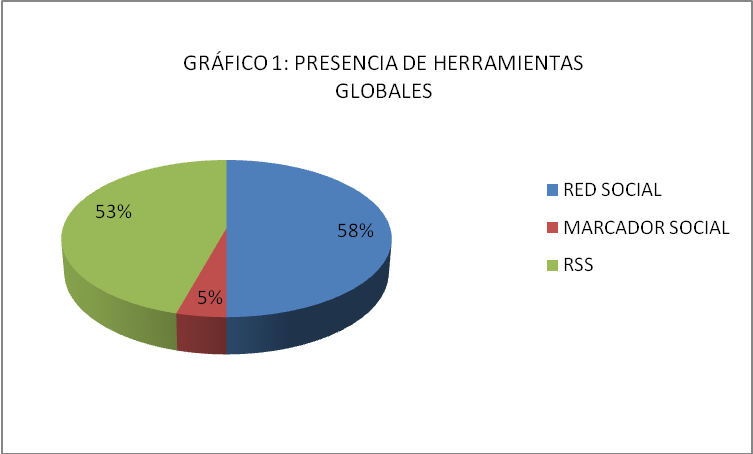 GRÁFICO 1: PRESENCIA DE HERRAMIENTAS
GLOBALES
53%
58%
5%
RED SOCIAL
MARCADOR SOCIAL
RSS